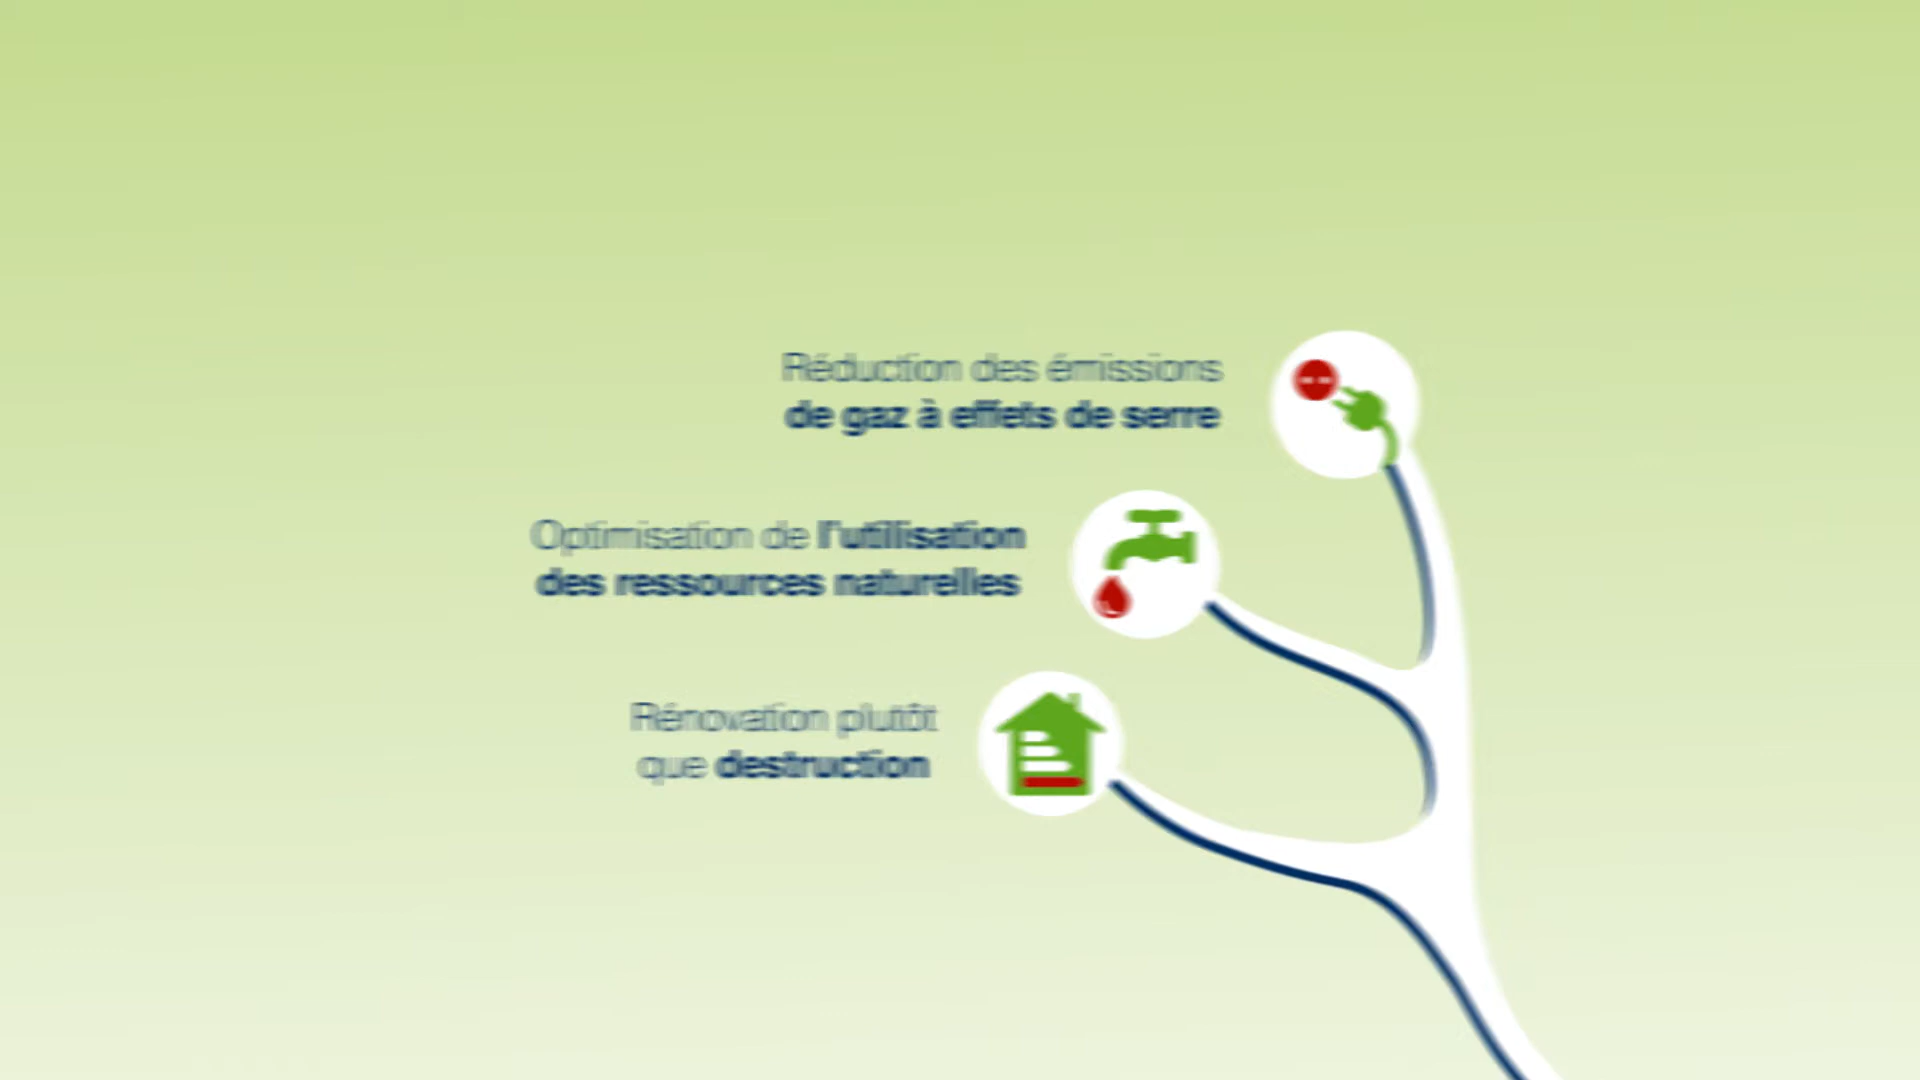 Réduction des émissions
de gaz à effets de serre
Optimisation de l'utilisation
des ressources naturelles
Rénovation plutôt
que destruction